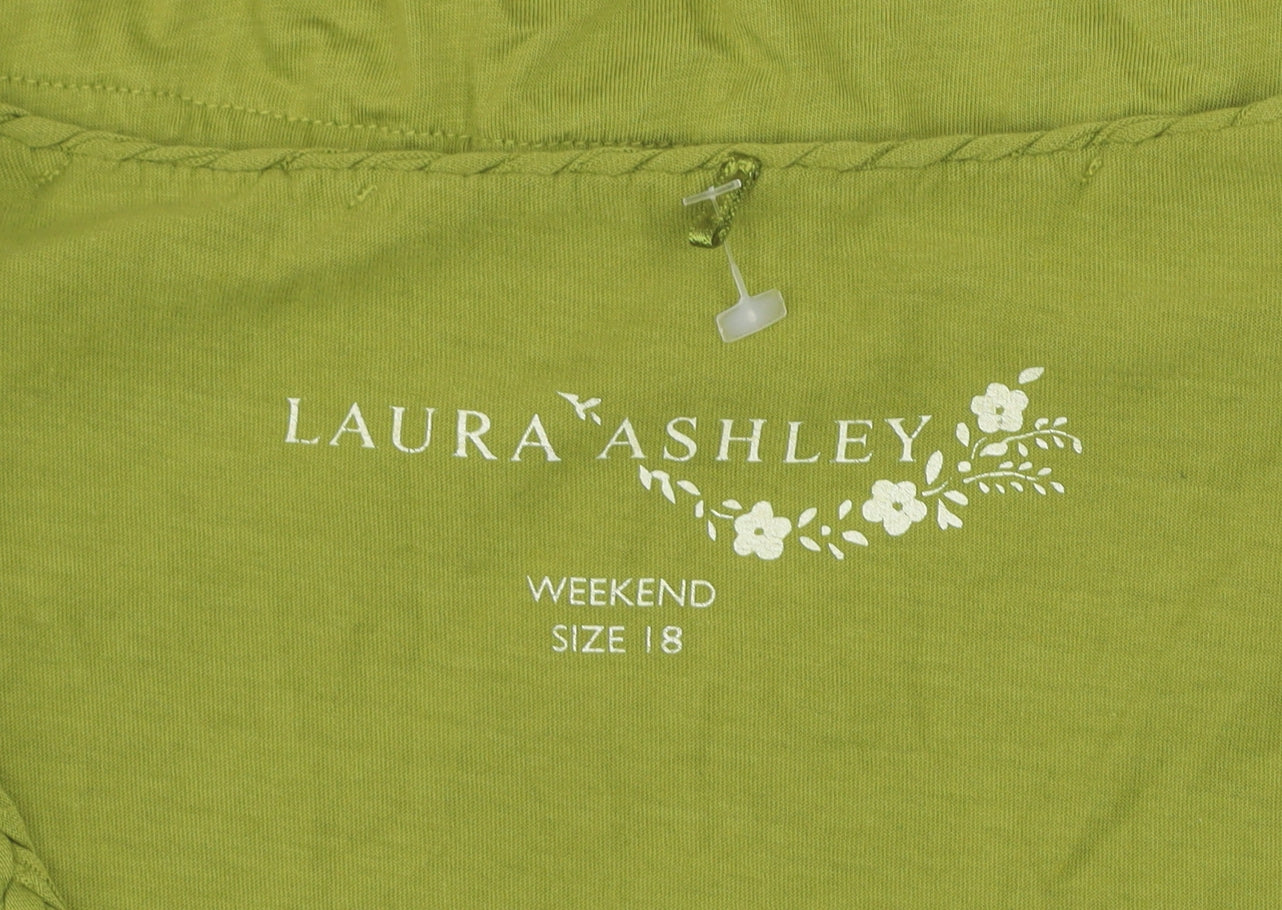 LAURA ASHLEY
WEEKEND
SIZE 18